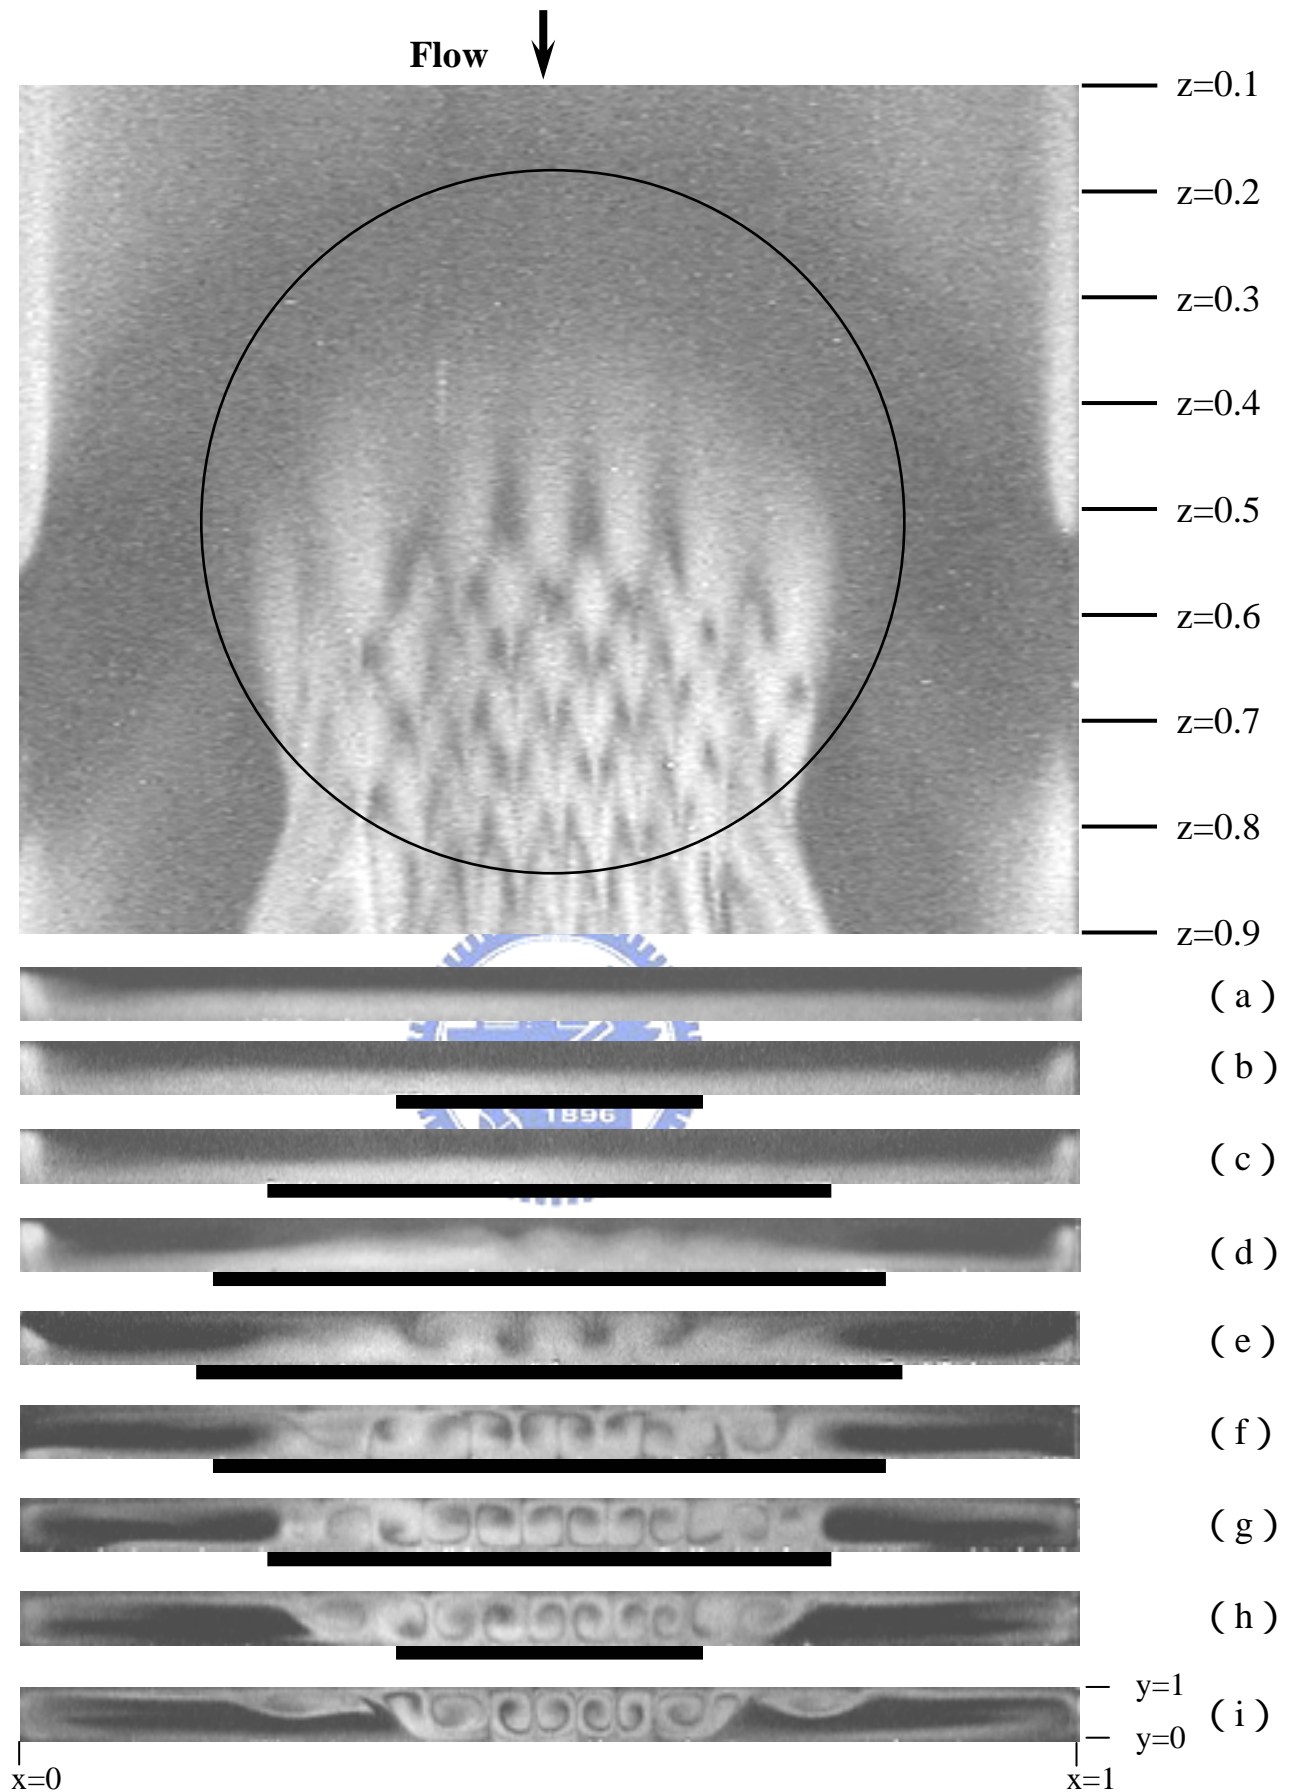 Flow
z=0.1
z=0.2
z=0.3
z=0.4
z=0.5
z=0.6
z=0.7
z=0.8
z=0.9
( a )
( b )
1896
( c )
( d )
( e )
( f )
( g )
( h )
y=1
( i )
y=0
x=0
x=1